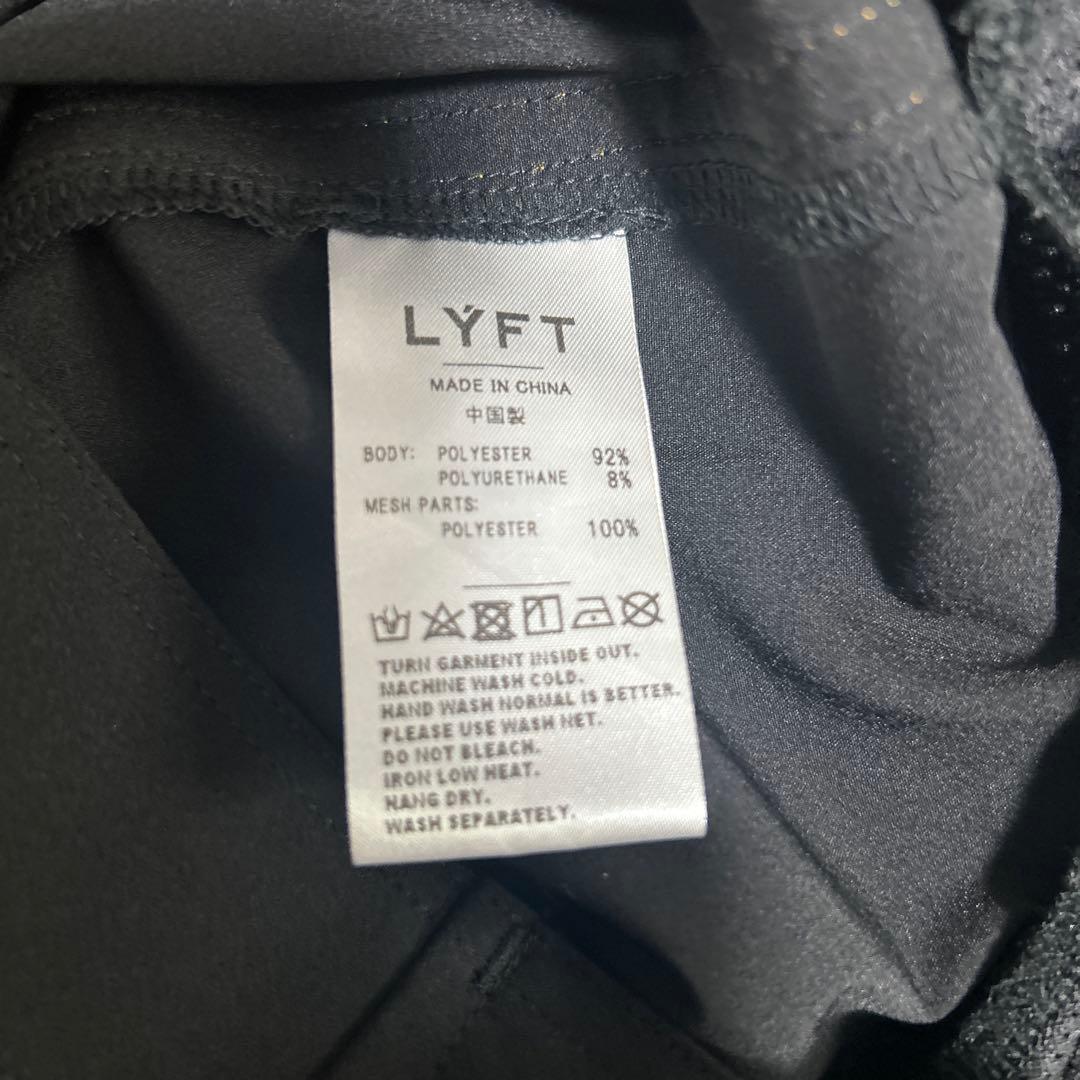 LÝFT
MADE IN CHINA
中国製
BODY: POLYESTER 92%
POLYURETHANE 8%
MESH PARTS:
POLYESTER 100%
TURN GARMENT INSIDE OUT.
MACHINE WASH COLD.
HAND WASH NORMAL IS BETTER.
PLEASE USE WASH NET.
DO NOT BLEACH.
IRON LOW HEAT.
HANG DRY.
WASH SEPARATELY.